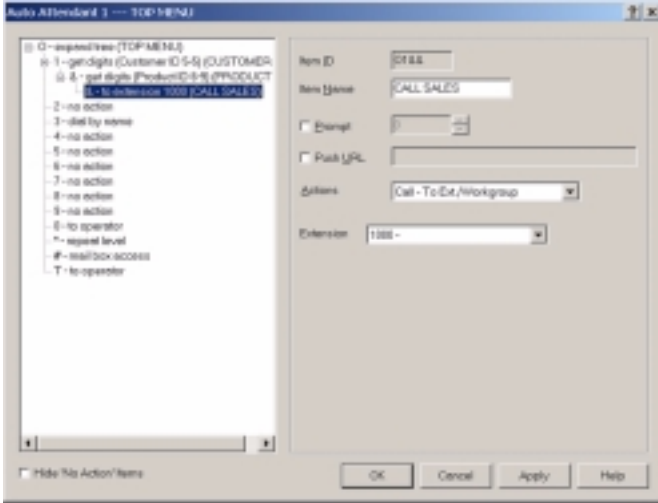 Auto Attendant 1 --- TOP MENU
O - expand tree (TOP MENU)
1 - get digits (Customer ID 5-5) (CUSTOMER
& - get digits (Product ID 5-5) (PRODUCT
& - to extension 1000 (CALL SALES)
2 - no action
3 - dial by name
4 - no action
5 - no action
6 - no action
7 - no action
8 - no action
9 - no action
0 - to operator
* - repeat level
# - mail box access
T - to operator
Hide 'No Action' Items
Item ID
01&&
Item Name
CALL SALES
Prompt
Push URL
Actions
Call - To Ext./Workgroup
Extension
1000 -
OK
Cancel
Apply
Help